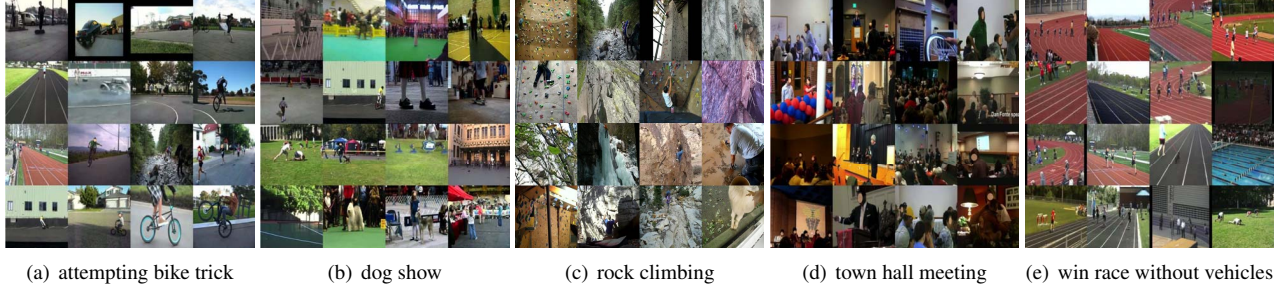 (a) attempting bike trick
(b) dog show
(c) rock climbing
(d) town hall meeting
(e) win race without vehicles